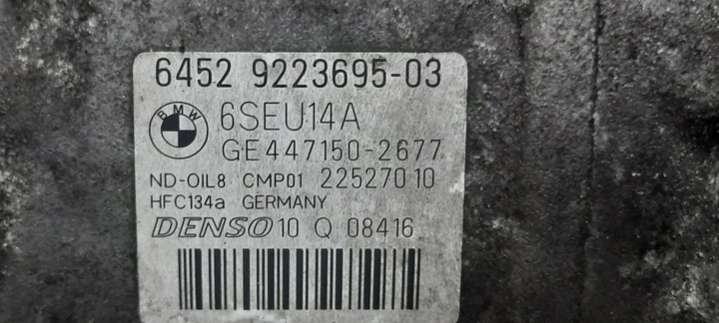 6452 9223695-03
BMW 6SEU14A
GE447150-2677
ND-OIL8 CMP01 22527010
HFC134a GERMANY
DENSO 10 Q 08416